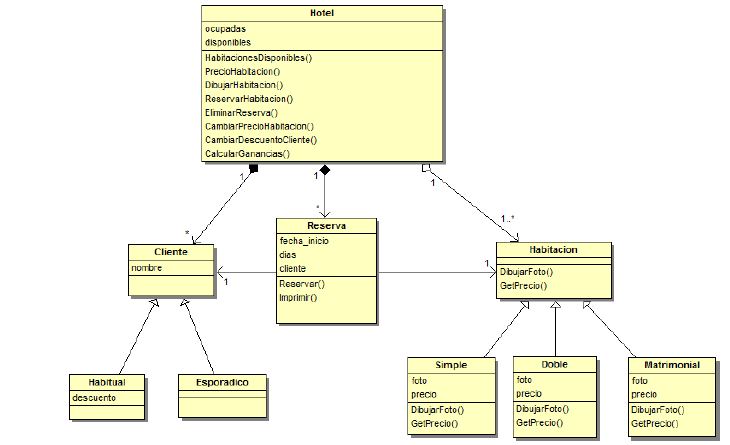 Hotel
ocupadas
disponibles
HabitacionesDisponibles()
PrecioHabitacion()
DibujarHabitacion()
ReservarHabitacion()
EliminarReserva()
CambiarPrecioHabitacion()
CambiarDescuentoCliente()
CalcularGanancias()
1
1
1
*
*
1..*
Cliente
nombre
Reserva
fecha_inicio
dias
cliente
Reservar()
Imprimir()
Habitacion
DibujarFoto()
GetPrecio()
1
1
Habitual
descuento
Esporadico
Simple
foto
precio
DibujarFoto()
GetPrecio()
Doble
foto
precio
DibujarFoto()
GetPrecio()
Matrimonial
foto
precio
DibujarFoto()
GetPrecio()